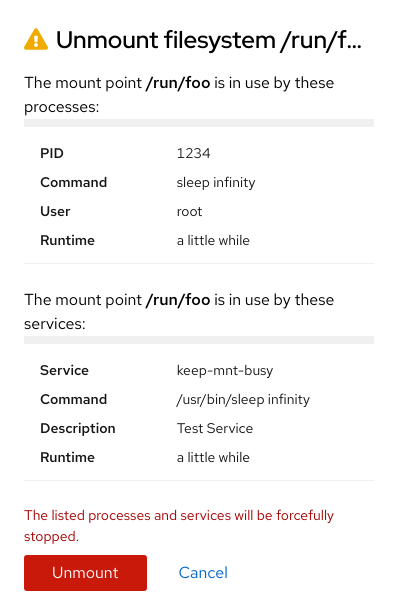 Unmount filesystem /run/f...
The mount point /run/foo is in use by these
processes:
PID 1234
Command sleep infinity
User root
Runtime a little while
The mount point /run/foo is in use by these
services:
Service keep-mnt-busy
Command /usr/bin/sleep infinity
Description Test Service
Runtime a little while
The listed processes and services will be forcefully
stopped.
Unmount Cancel